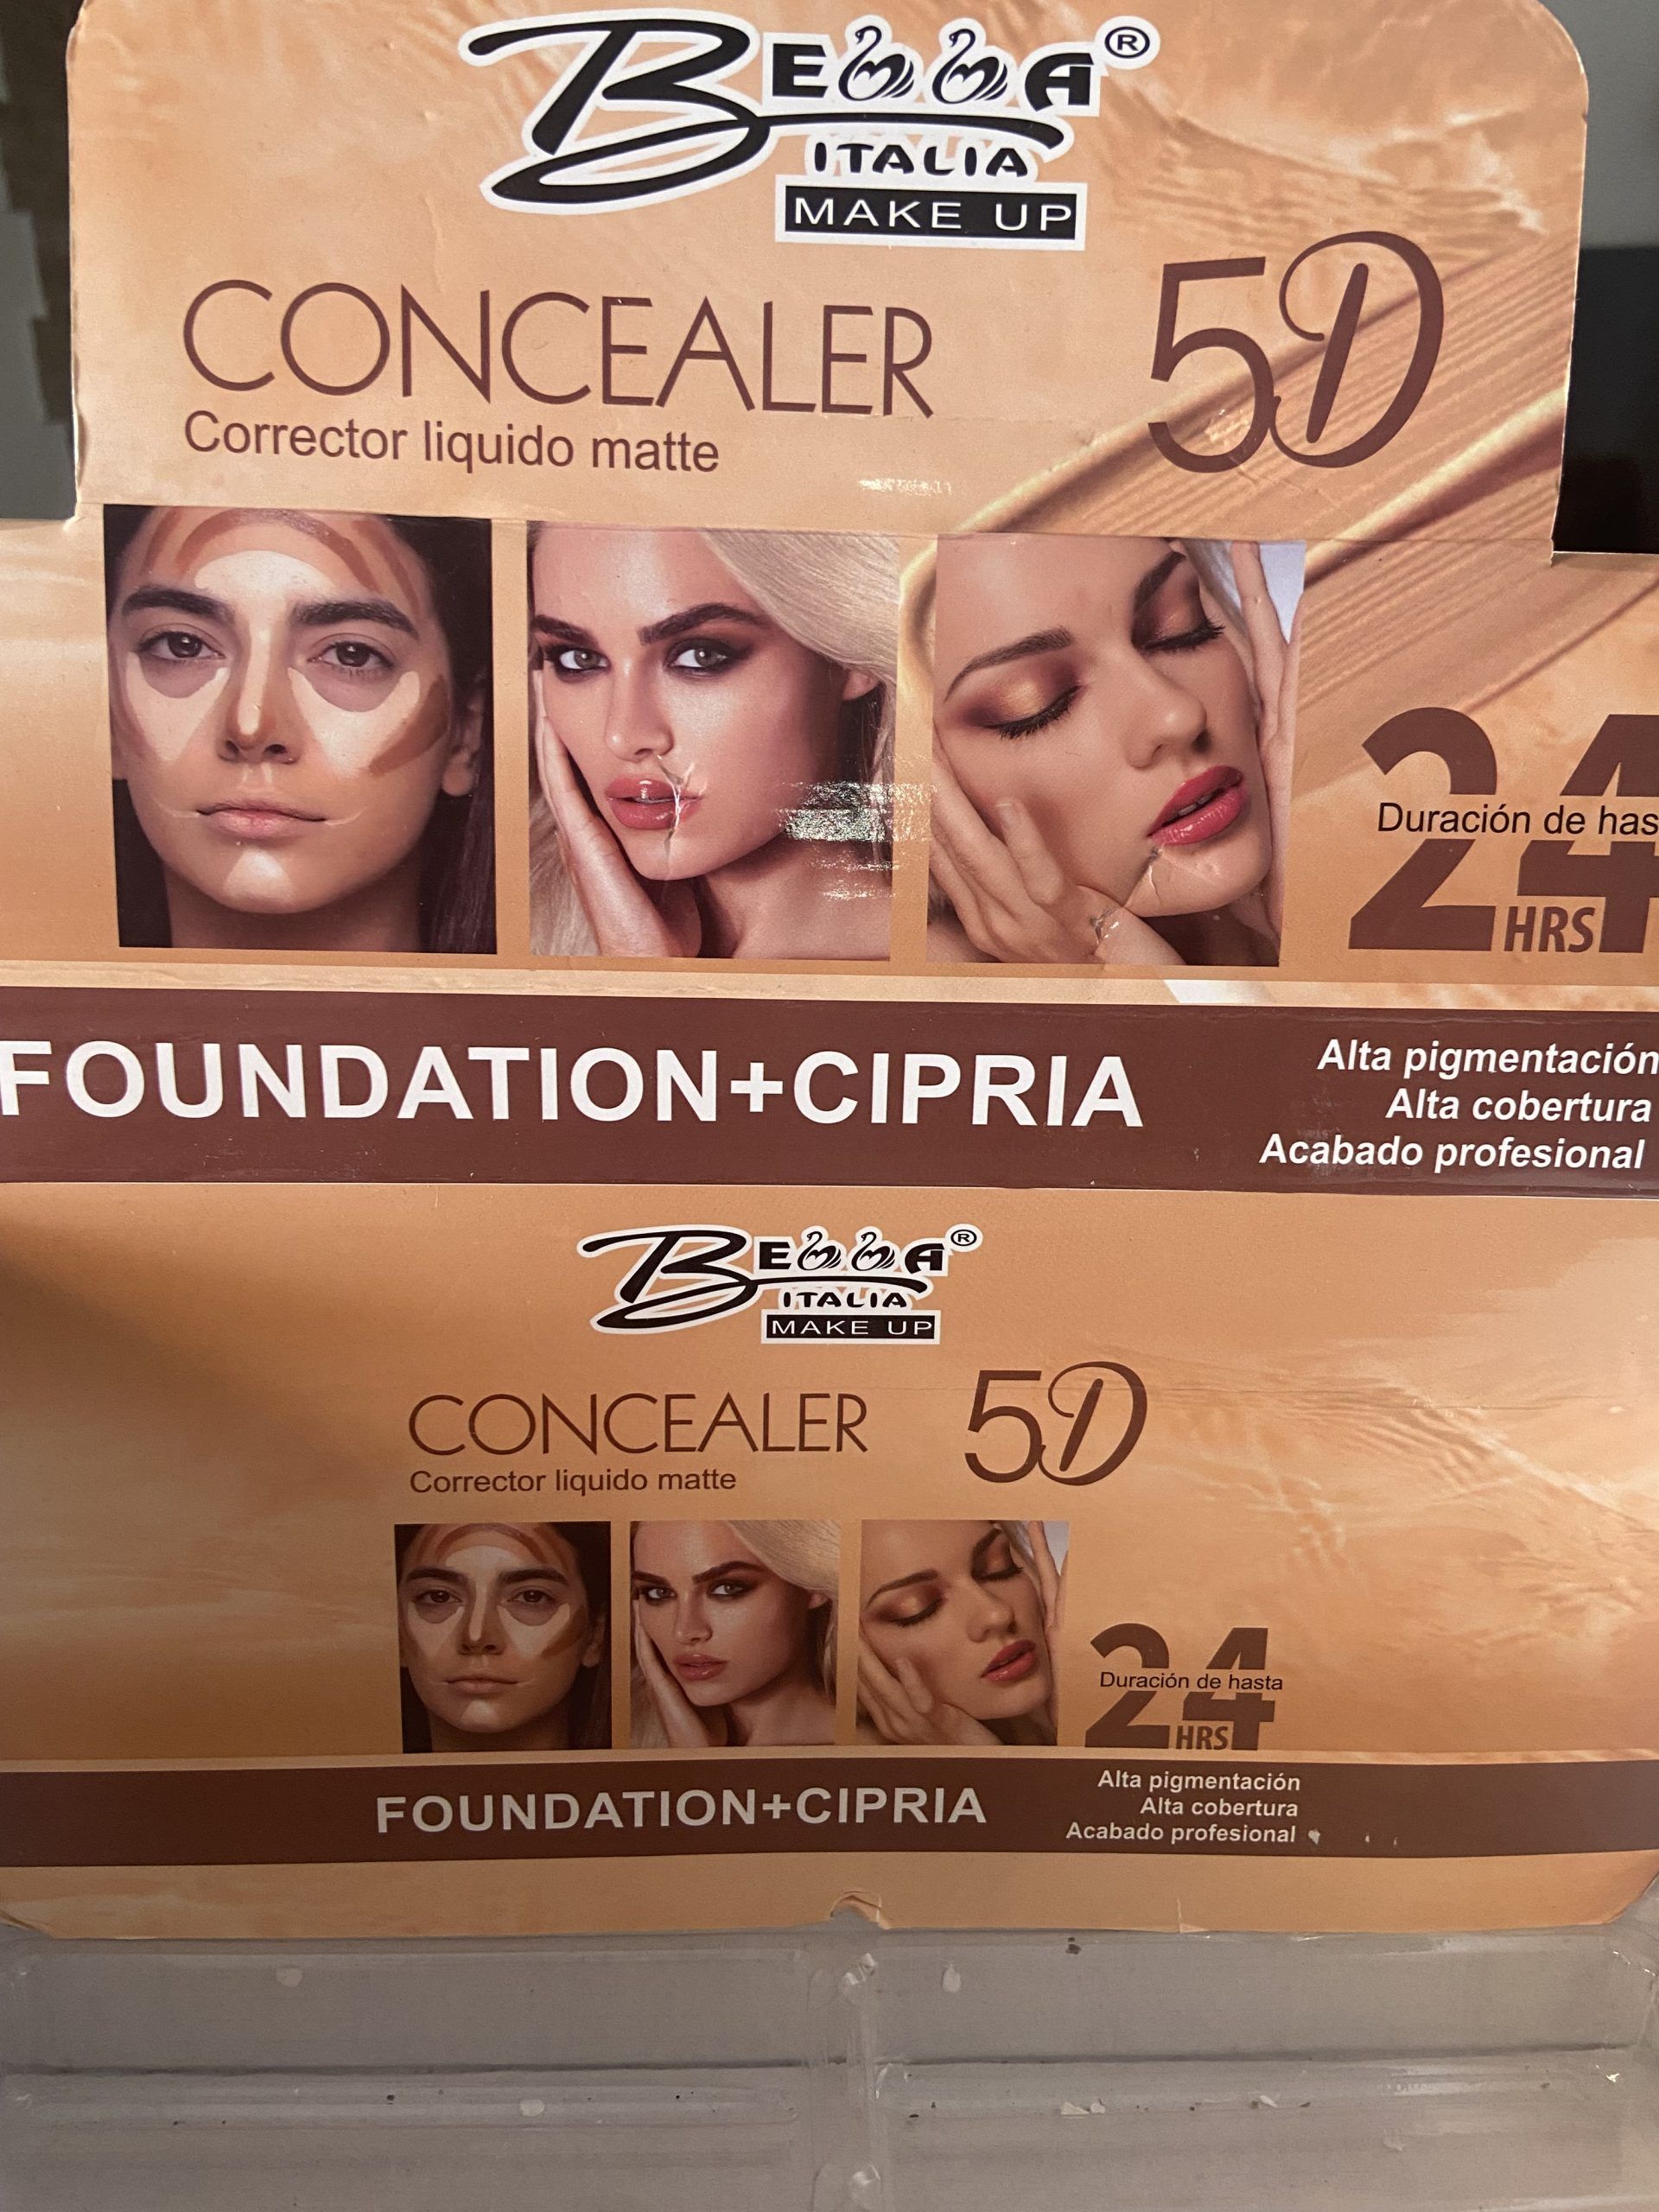 BELLA®
ITALIA
MAKE UP
CONCEALER 5D
Corrector liquido matte
24
Duración de has
HRS
FOUNDATION+CIPRIA
Alta pigmentación
Alta cobertura
Acabado profesional
BELLA®
ITALIA
MAKE UP
CONCEALER 5D
Corrector liquido matte
24
Duración de hasta
HRS
FOUNDATION+CIPRIA
Alta pigmentación
Alta cobertura
Acabado profesional